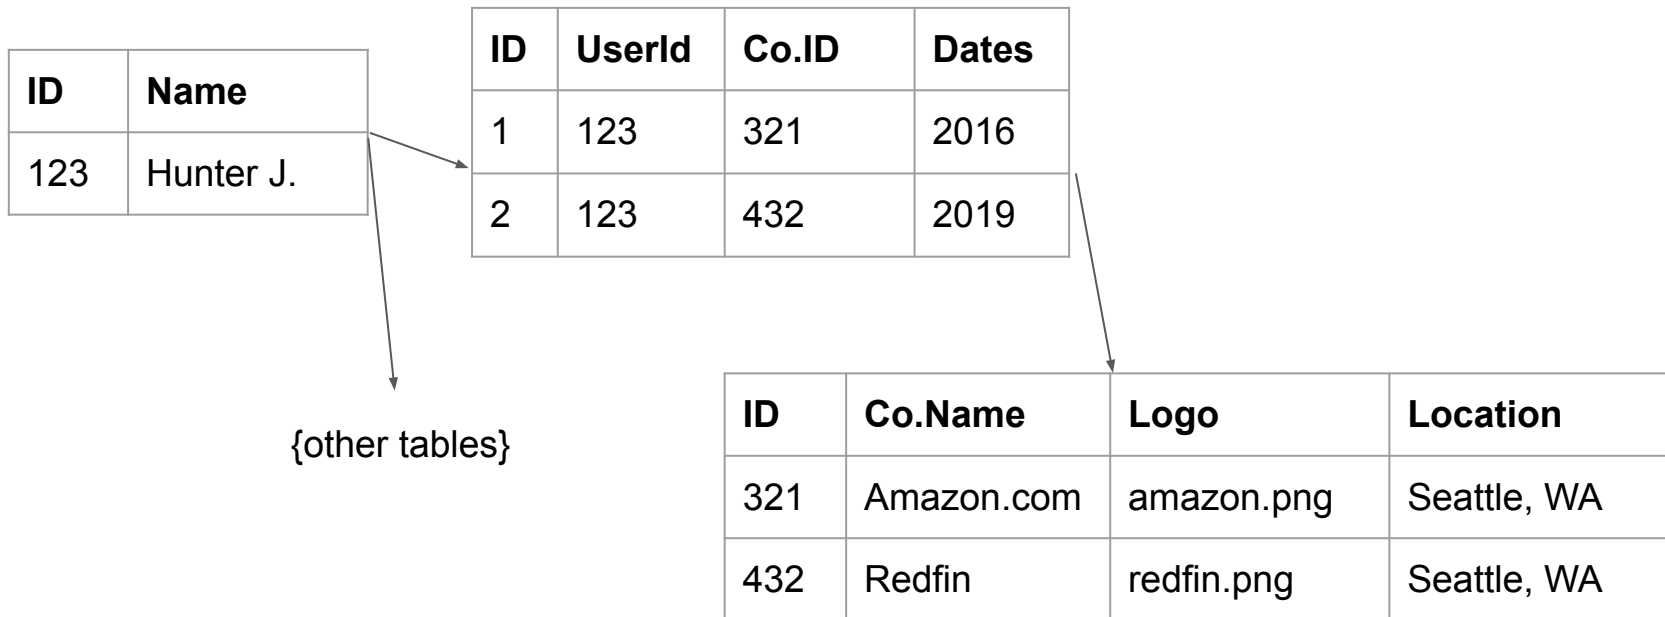 ID Name
123 Hunter J.
ID UserId Co.ID Dates
1 123 321 2016
2 123 432 2019
{other tables}
ID Co.Name Logo Location
321 Amazon.com amazon.png Seattle, WA
432 Redfin redfin.png Seattle, WA